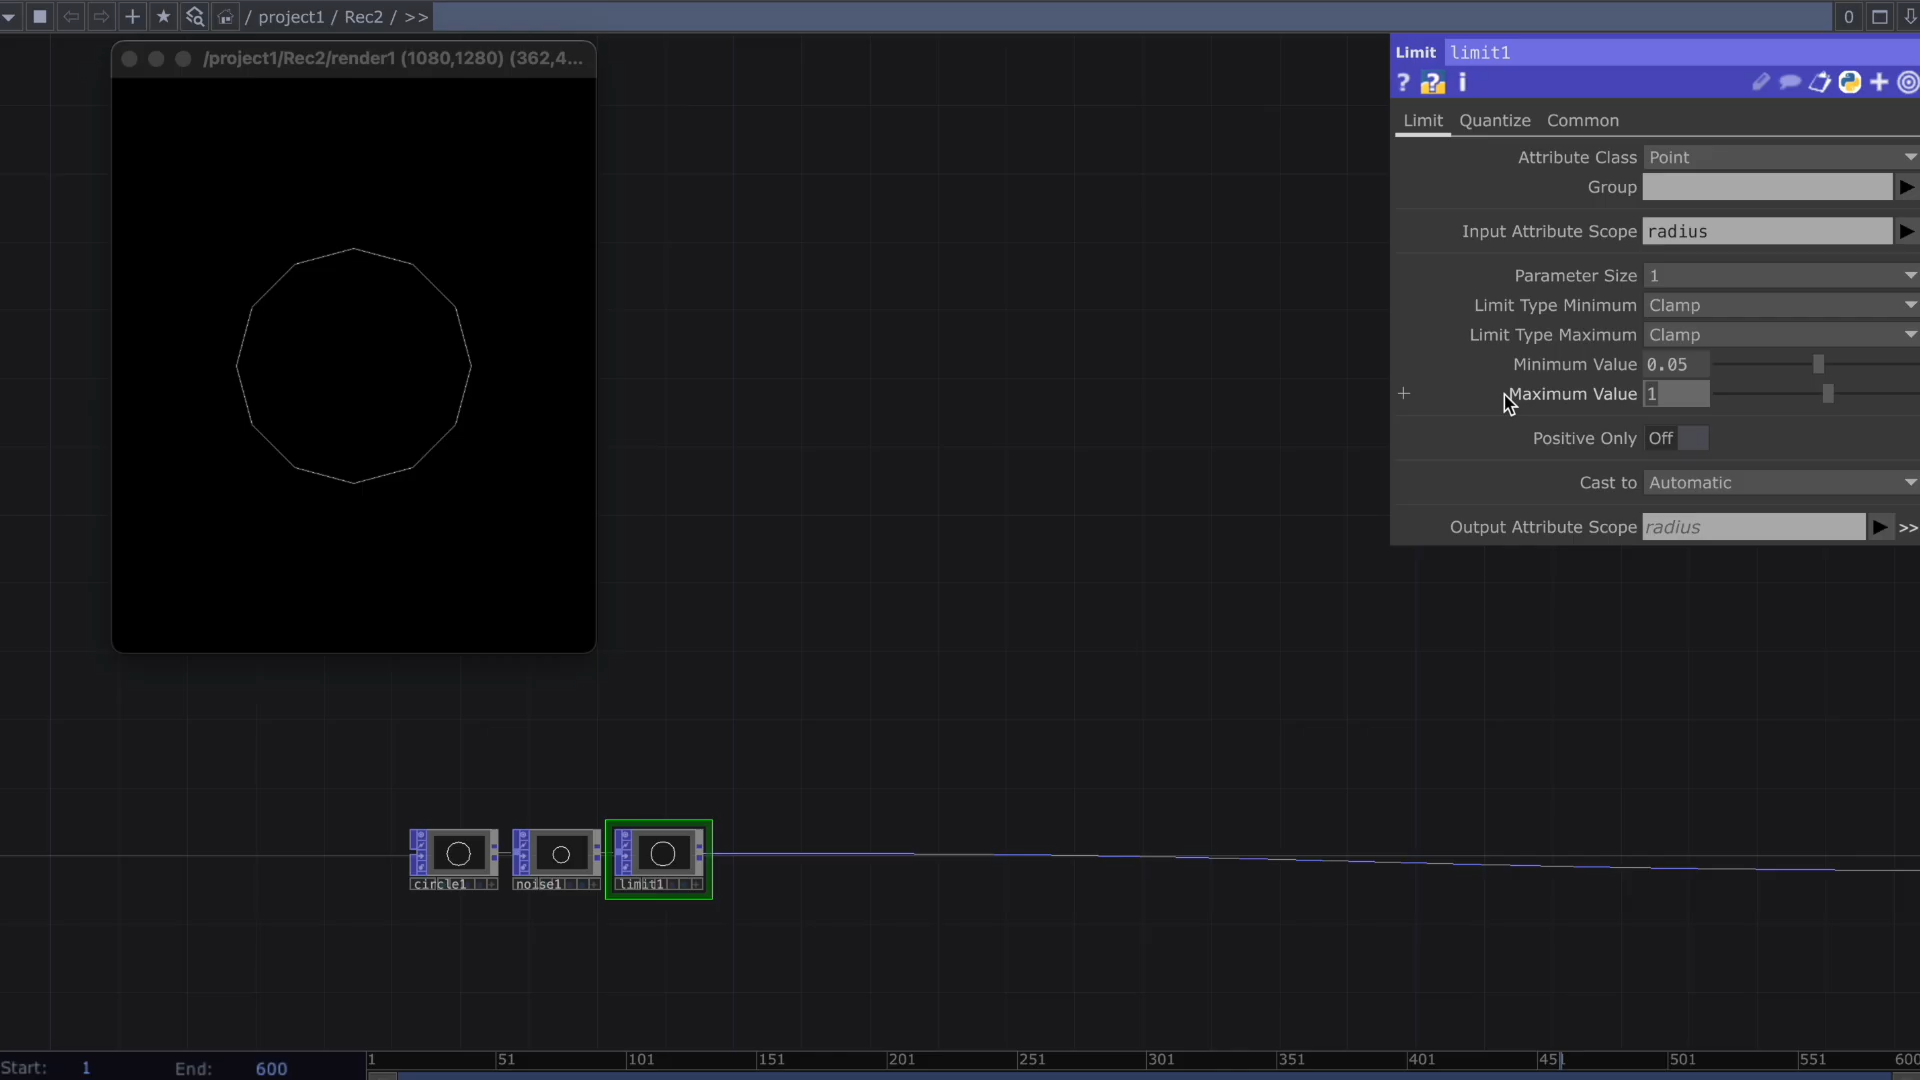 / project1 / Rec2 / >>
0
/project1/Rec2/render1 (1080,1280) (362,4...
Limit limit1
? ? i
Limit Quantize Common
Attribute Class Point
Group
Input Attribute Scope radius
Parameter Size 1
Limit Type Minimum Clamp
Limit Type Maximum Clamp
Minimum Value 0.05
+ Maximum Value 1
Positive Only Off
Cast to Automatic
Output Attribute Scope radius >>
circle1 noise1 limit1
1 51 101 151 201 251 301 351 401 451 501 551 600
Start: 1 End: 600